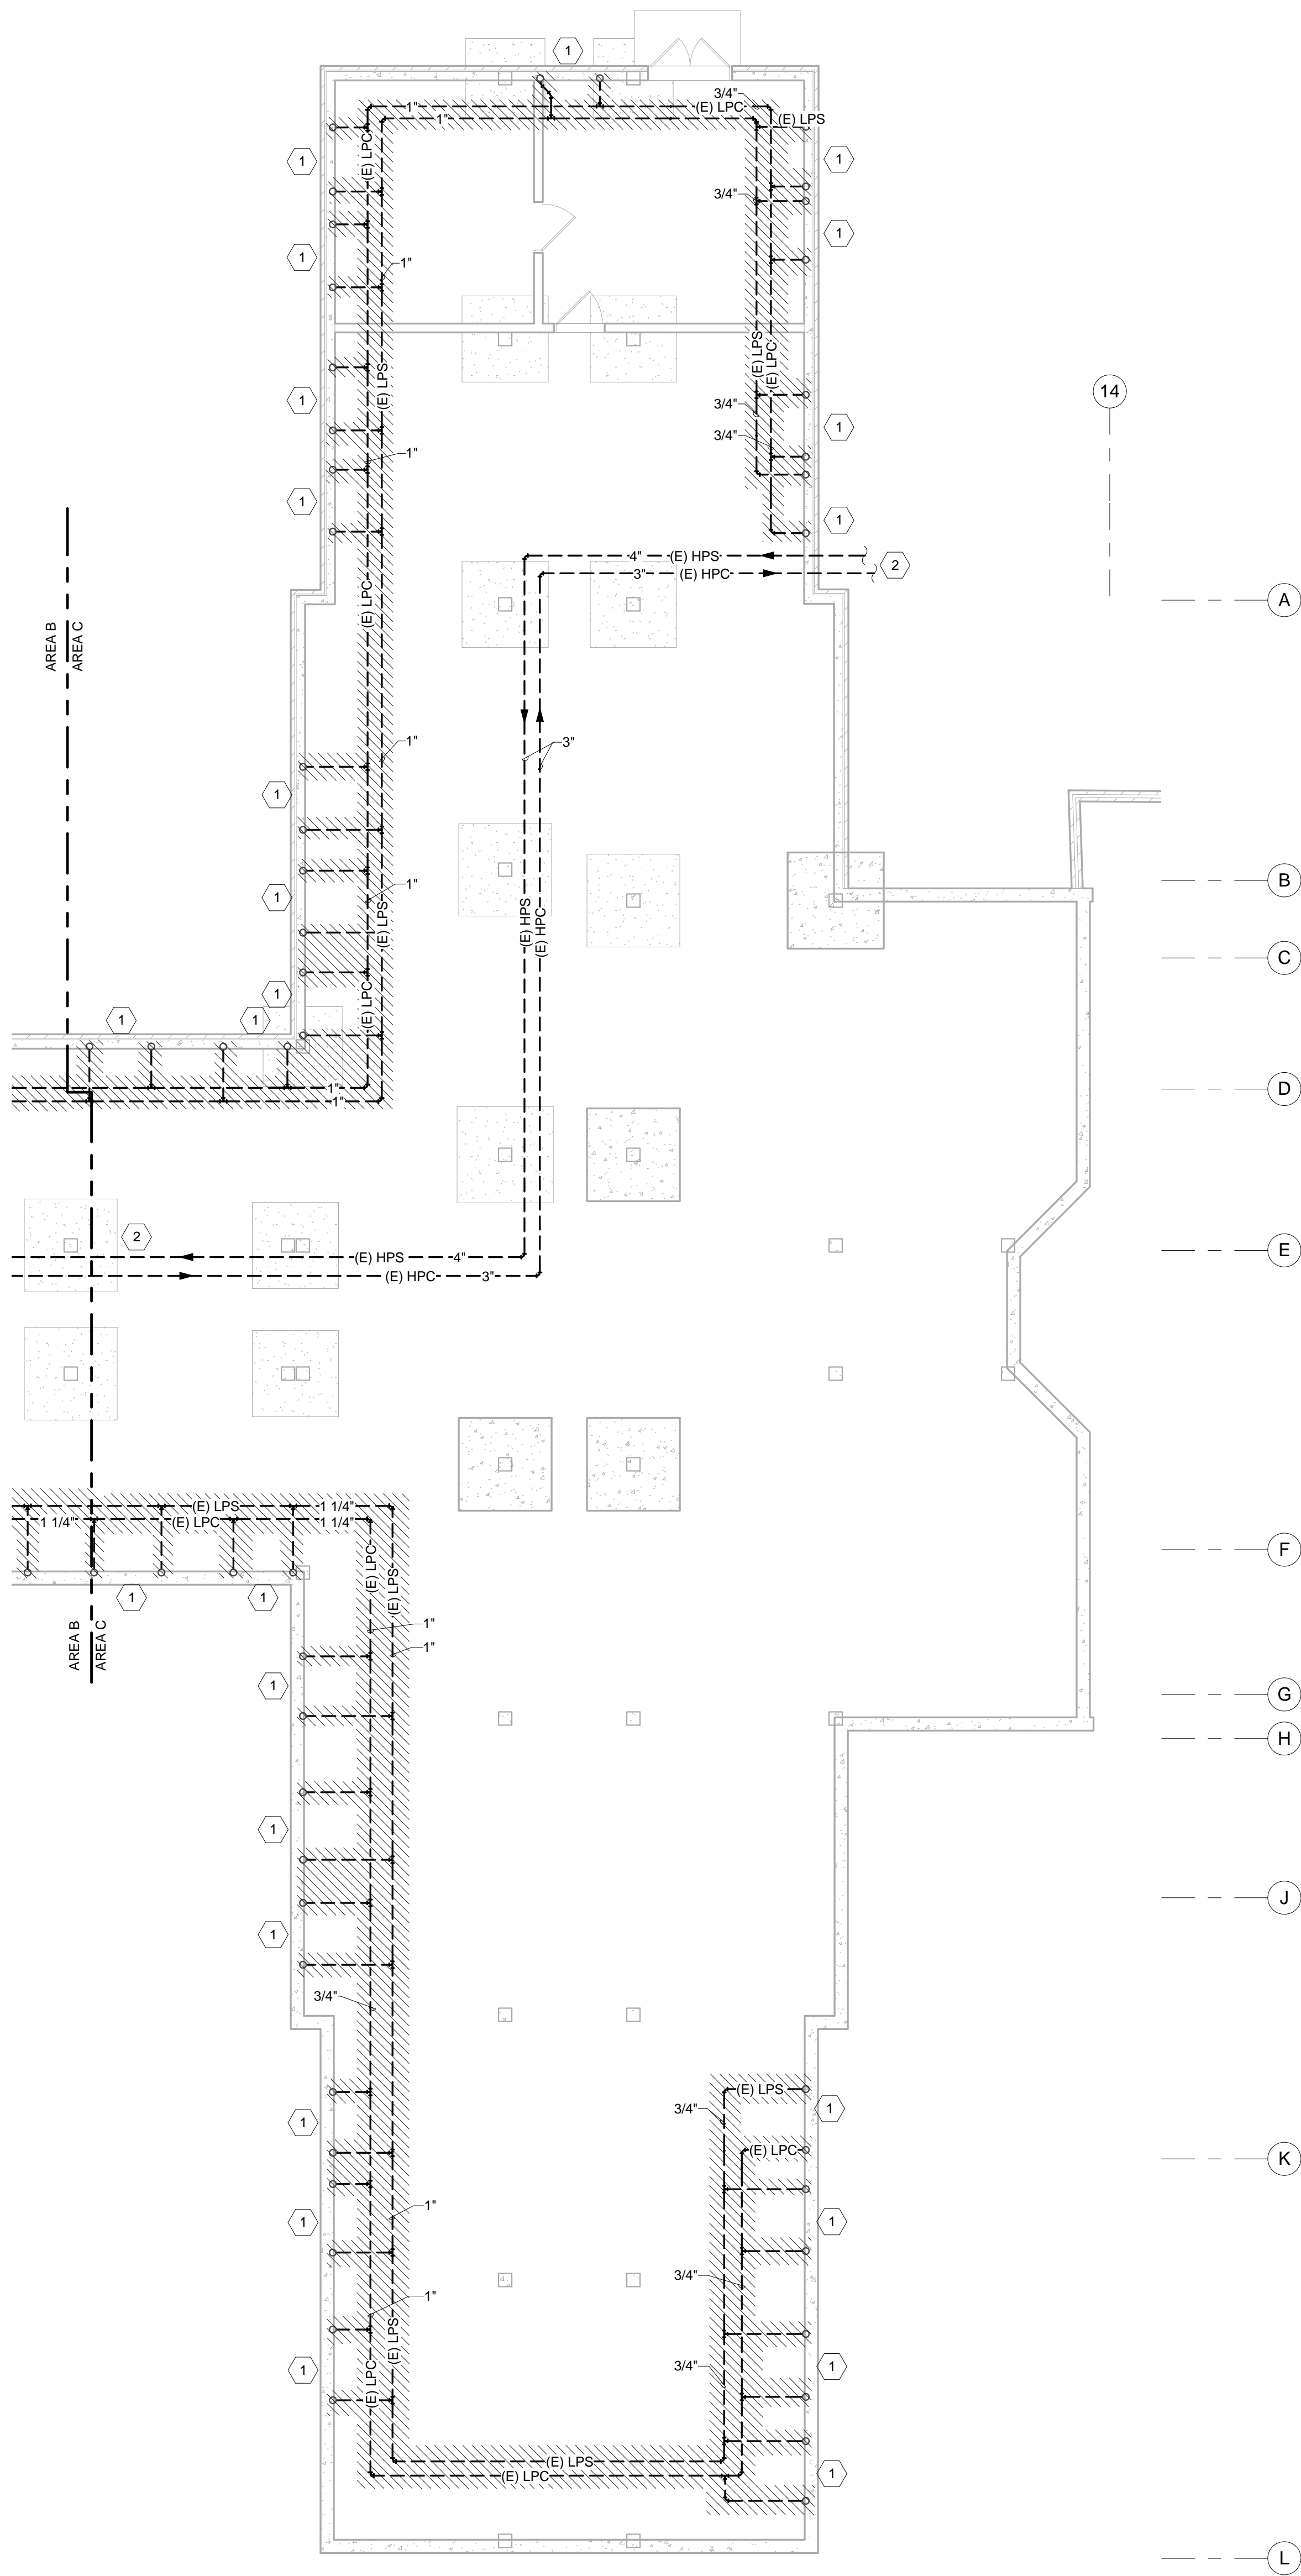 1
3/4"
1"
(E) LPC
1"
(E) LPS
1
1
(E) LPC
3/4"
1
1
1"
(E) LPS
(E) LPC
14
1
(E) LPS
3/4"
1
3/4"
1"
1
1
4"
(E) HPS
2
3"
(E) HPC
(E) LPC
A
AREA B
AREA C
1"
3"
1
B
1"
1
(E) LPS
(E) HPS
(E) HPC
C
1
(E) LPC
1
1
1"
D
1"
2
E
(E) HPS
4"
(E) HPC
3"
(E) LPS
1 1/4"
1 1/4"
(E) LPC
1 1/4"
F
(E) LPC
(E) LPS
1
1
1"
AREA B
AREA C
1"
1
G
H
1
J
1
3/4"
(E) LPS
3/4"
1
1
(E) LPC
K
1"
1
1
3/4"
1"
(E) LPS
3/4"
1
1
(E) LPC
(E) LPS
(E) LPC
1
L